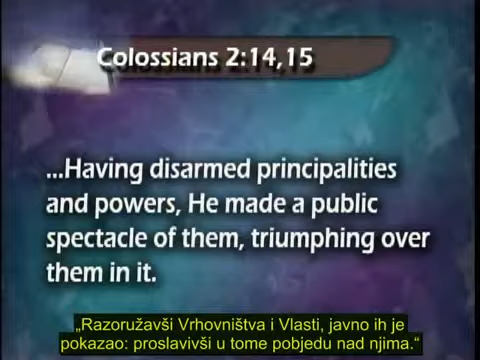 Colossians 2:14,15
...Having disarmed principalities
and powers, He made a public
spectacle of them, triumphing over
them in it.
„Razoružavši Vrhovništva i Vlasti, javno ih je
pokazao: proslavivši u tome pobjedu nad njima.“